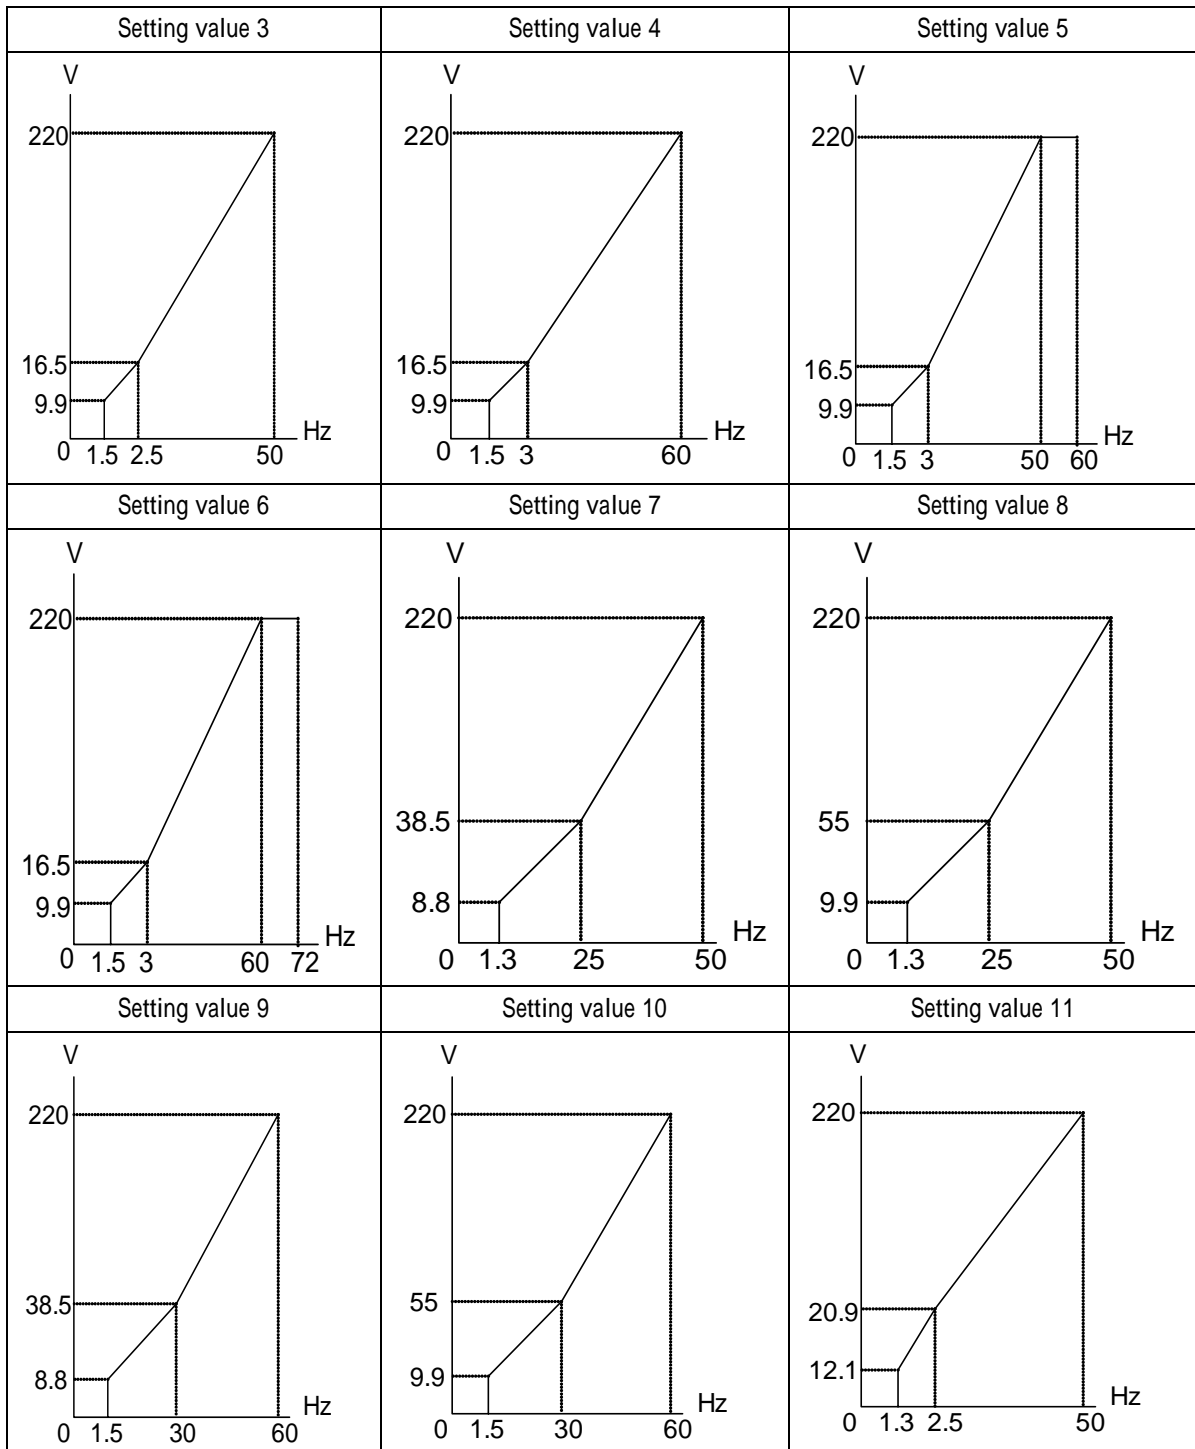 Setting value 3
Setting value 4
Setting value 5
V
220
16.5
9.9
Hz
0 1.5 2.5 50
V
220
16.5
9.9
Hz
0 1.5 3 60
V
220
16.5
9.9
Hz
0 1.5 3 50 60
Setting value 6
Setting value 7
Setting value 8
V
220
16.5
9.9
Hz
0 1.5 3 60 72
V
220
38.5
8.8
Hz
0 1.3 25 50
V
220
55
9.9
Hz
0 1.3 25 50
Setting value 9
Setting value 10
Setting value 11
V
220
38.5
8.8
Hz
0 1.5 30 60
V
220
55
9.9
Hz
0 1.5 30 60
V
220
20.9
12.1
Hz
0 1.3 2.5 50